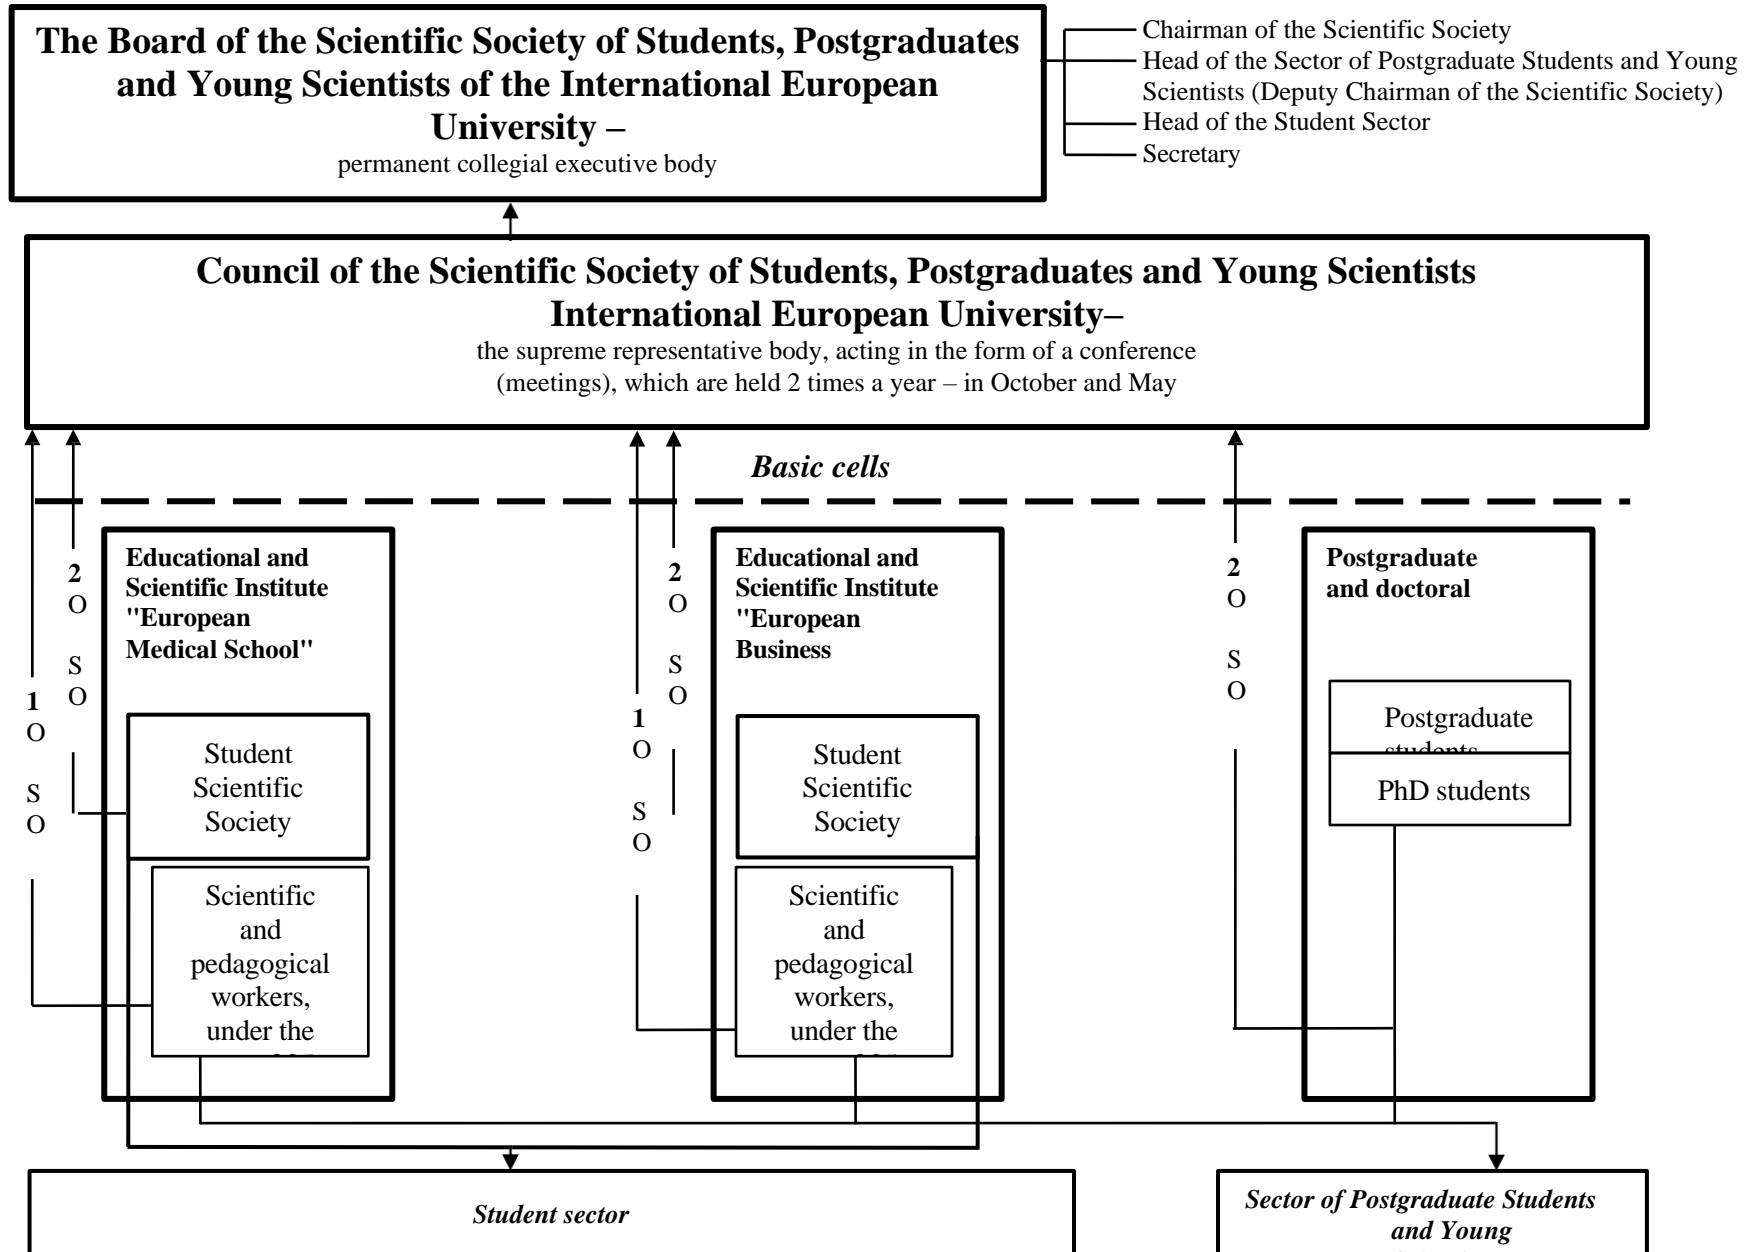 The Board of the Scientific Society of Students, Postgraduates
and Young Scientists of the International European
University –
permanent collegial executive body
Chairman of the Scientific Society
Head of the Sector of Postgraduate Students and Young
Scientists (Deputy Chairman of the Scientific Society)
Head of the Student Sector
Secretary
Council of the Scientific Society of Students, Postgraduates and Young Scientists
International European University–
the supreme representative body, acting in the form of a conference
(meetings), which are held 2 times a year – in October and May
Basic cells
1
O
S
O
2
O
S
O
Educational and
Scientific Institute
"European
Medical School"
Student
Scientific
Society
Scientific
and
pedagogical
workers,
under the
1
O
S
O
2
O
S
O
Educational and
Scientific Institute
"European
Business
Student
Scientific
Society
Scientific
and
pedagogical
workers,
under the
2
O
S
O
Postgraduate
and doctoral
Postgraduate
students
PhD students
Student sector
Sector of Postgraduate Students
and Young